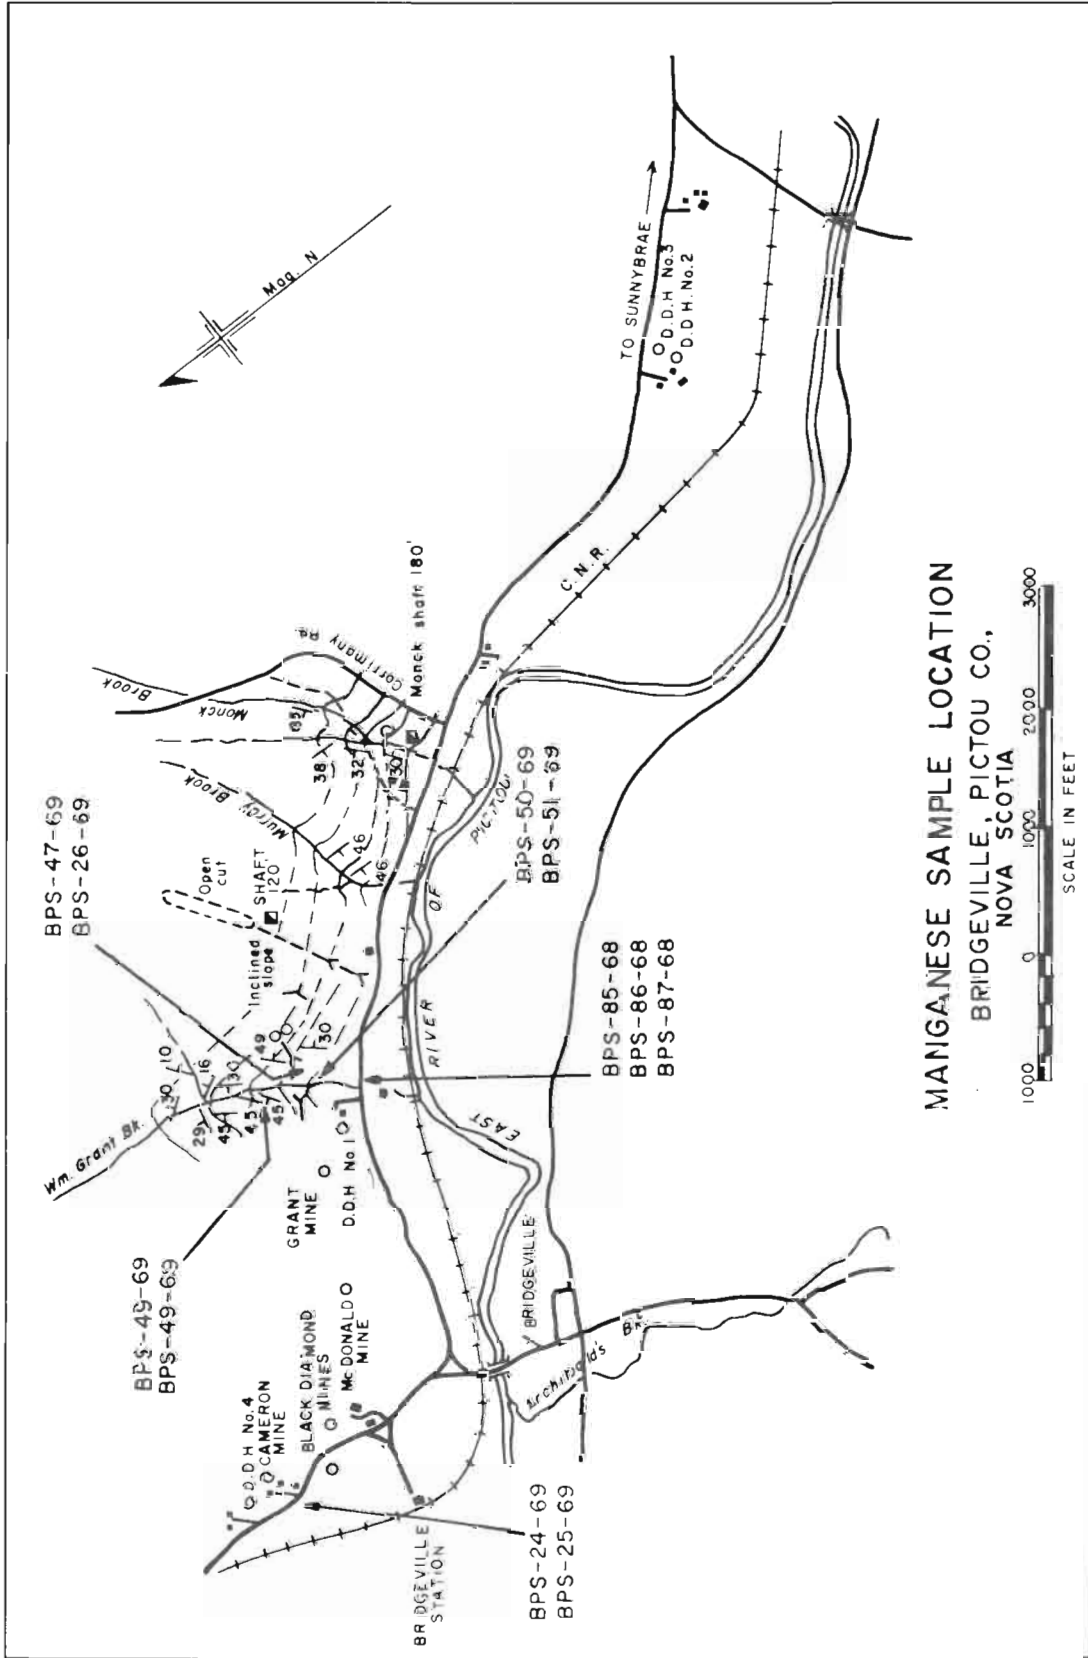 BPS-47-69
BPS-26-69
Wm. Grant Bk.
Open
cut
SHAFT
120'
Inclined
slope
Murray Brook
Monck Brook
Corrimony Rd.
Monck shaft 180'
Mag. N
30
10
16
30
29
45
45
45
49
7
30
38
32
30
35
46
46
BPS-49-69
BPS-49-69
GRANT
MINE
D.D.H No.1
D.D.H No.4
CAMERON
MINE
BLACK DIAMOND
MINES
McDONALD
MINE
BRIDGEVILLE
STATION
BPS-24-69
BPS-25-69
BRIDGEVILLE
Archibald's Bk.
EAST RIVER OF PICTOU
BPS-50-69
BPS-51-69
BPS-85-68
BPS-86-68
BPS-87-68
C.N.R.
TO SUNNYBRAE
D.D.H No.3
D.D.H. No.2
MANGANESE SAMPLE LOCATION
BRIDGEVILLE, PICTOU CO.,
NOVA SCOTIA
1000 0 1000 2000 3000
SCALE IN FEET